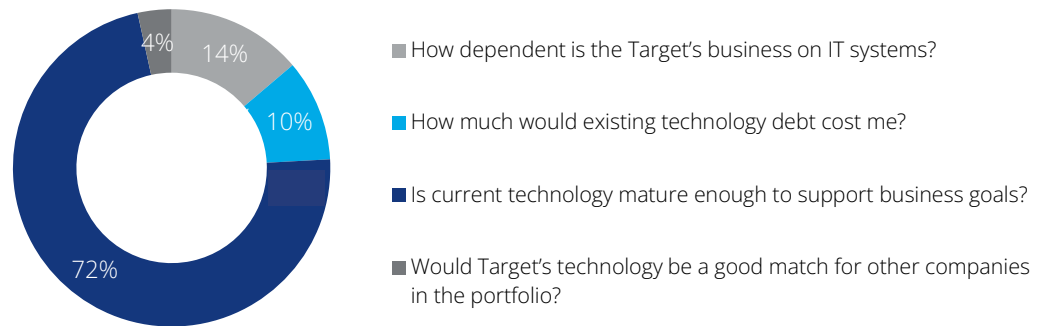 4%
14%
How dependent is the Target’s business on IT systems?
10%
How much would existing technology debt cost me?
Is current technology mature enough to support business goals?
72%
Would Target’s technology be a good match for other companies
in the portfolio?